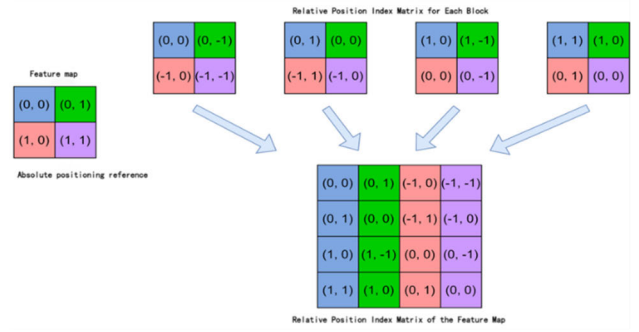 Relative Position Index Matrix for Each Block
(0, 0) (0, -1) (0, 1) (0, 0) (1, 0) (1, -1) (1, 1) (1, 0)
(-1, 0) (-1, -1) (-1, 1) (-1, 0) (0, 0) (0, -1) (0, 1) (0, 0)
Feature map
(0, 0) (0, 1)
(1, 0) (1, 1)
Absolute positioning reference
(0, 0) (0, 1) (-1, 0) (-1, -1)
(0, 1) (0, 0) (-1, 1) (-1, 0)
(1, 0) (1, -1) (0, 0) (0, -1)
(1, 1) (1, 0) (0, 1) (0, 0)
Relative Position Index Matrix of the Feature Map